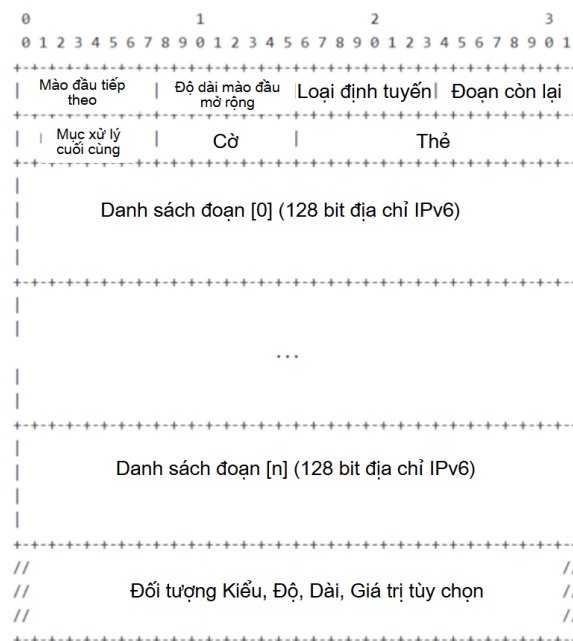 0 1 2 3
0 1 2 3 4 5 6 7 8 9 0 1 2 3 4 5 6 7 8 9 0 1 2 3 4 5 6 7 8 9 0 1
Mào đầu tiếp
theo
Độ dài mào đầu
mở rộng
Loại định tuyến
Đoạn còn lại
Mục xử lý
cuối cùng
Cờ
Thẻ
Danh sách đoạn [0] (128 bit địa chỉ IPv6)
...
Danh sách đoạn [n] (128 bit địa chỉ IPv6)
// //
// Đối tượng Kiểu, Độ, Dài, Giá trị tùy chọn //
// //